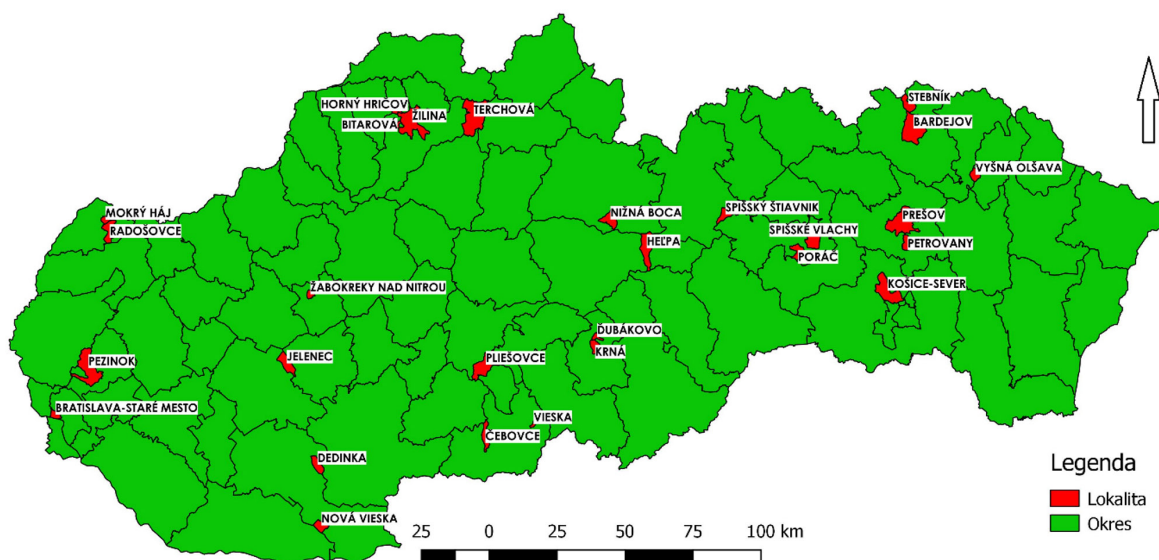 STEBNÍK
HORNÝ HRIČOV
TERCHOVÁ
ŽILINA
BARDEJOV
BITAROVÁ
VYŠNÁ OLŠAVA
MOKRÝ HÁJ
NIŽNÁ BOCA
SPIŠSKÝ ŠTIAVNIK
PREŠOV
RADOŠOVCE
SPIŠSKÉ VLACHY
HEĽPA
PETROVANY
PORÁČ
ŽABOKREKY NAD NITROU
KOŠICE-SEVER
ĎUBÁKOVO
PEZINOK
JELENEC
PLIEŠOVCE
KRNÁ
BRATISLAVA-STARÉ MESTO
VIESKA
ČEBOVCE
DEDINKA
NOVÁ VIESKA
Legenda
Lokalita
Okres
25 0 25 50 75 100 km